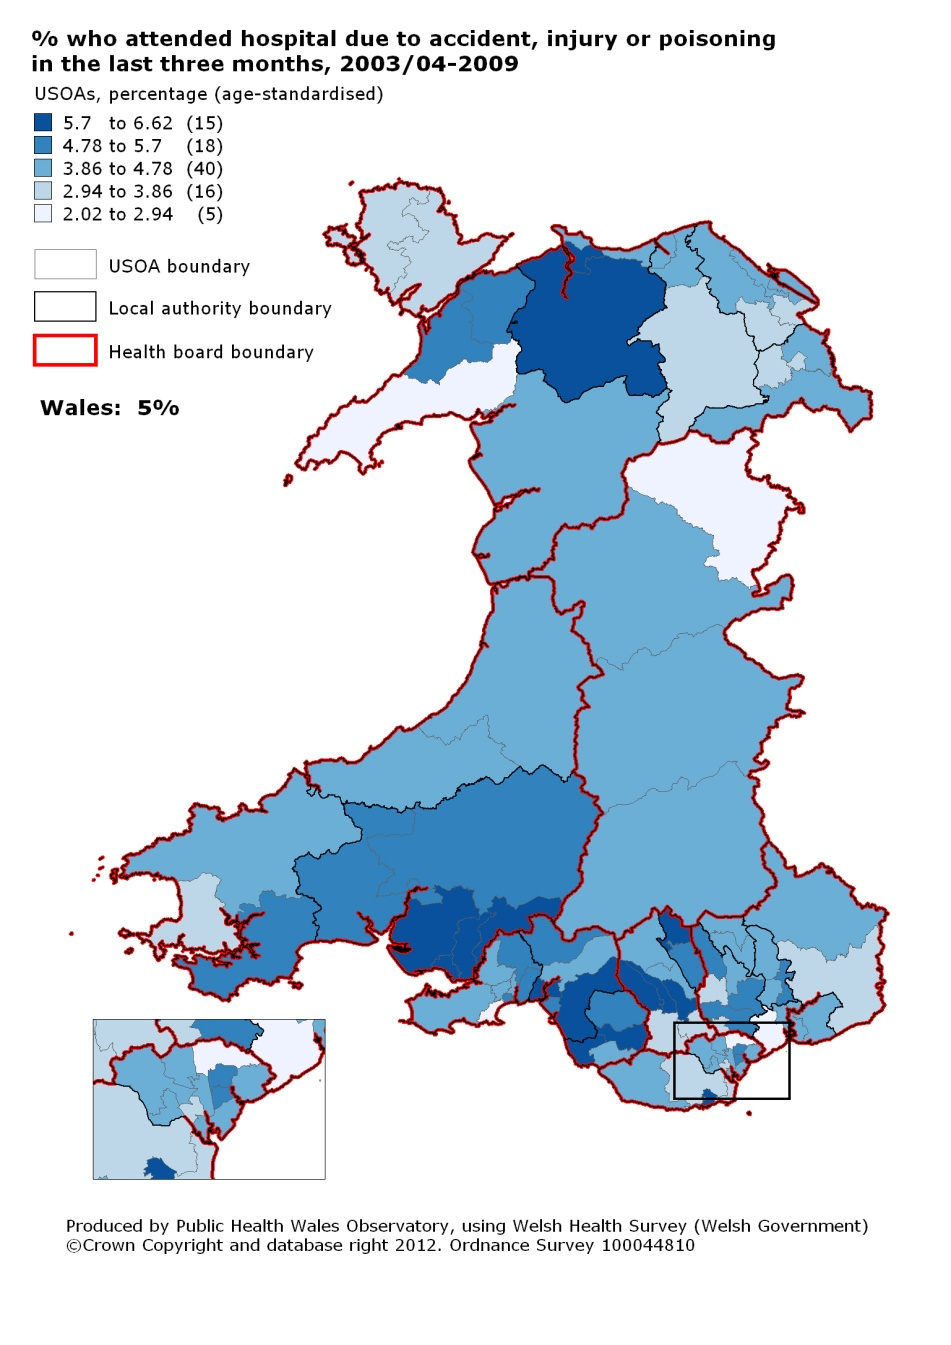 % who attended hospital due to accident, injury or poisoning
in the last three months, 2003/04-2009
USOAs, percentage (age-standardised)
5.7 to 6.62 (15)
4.78 to 5.7 (18)
3.86 to 4.78 (40)
2.94 to 3.86 (16)
2.02 to 2.94 (5)
USOA boundary
Local authority boundary
Health board boundary
Wales: 5%
Produced by Public Health Wales Observatory, using Welsh Health Survey (Welsh Government)
©Crown Copyright and database right 2012. Ordnance Survey 100044810